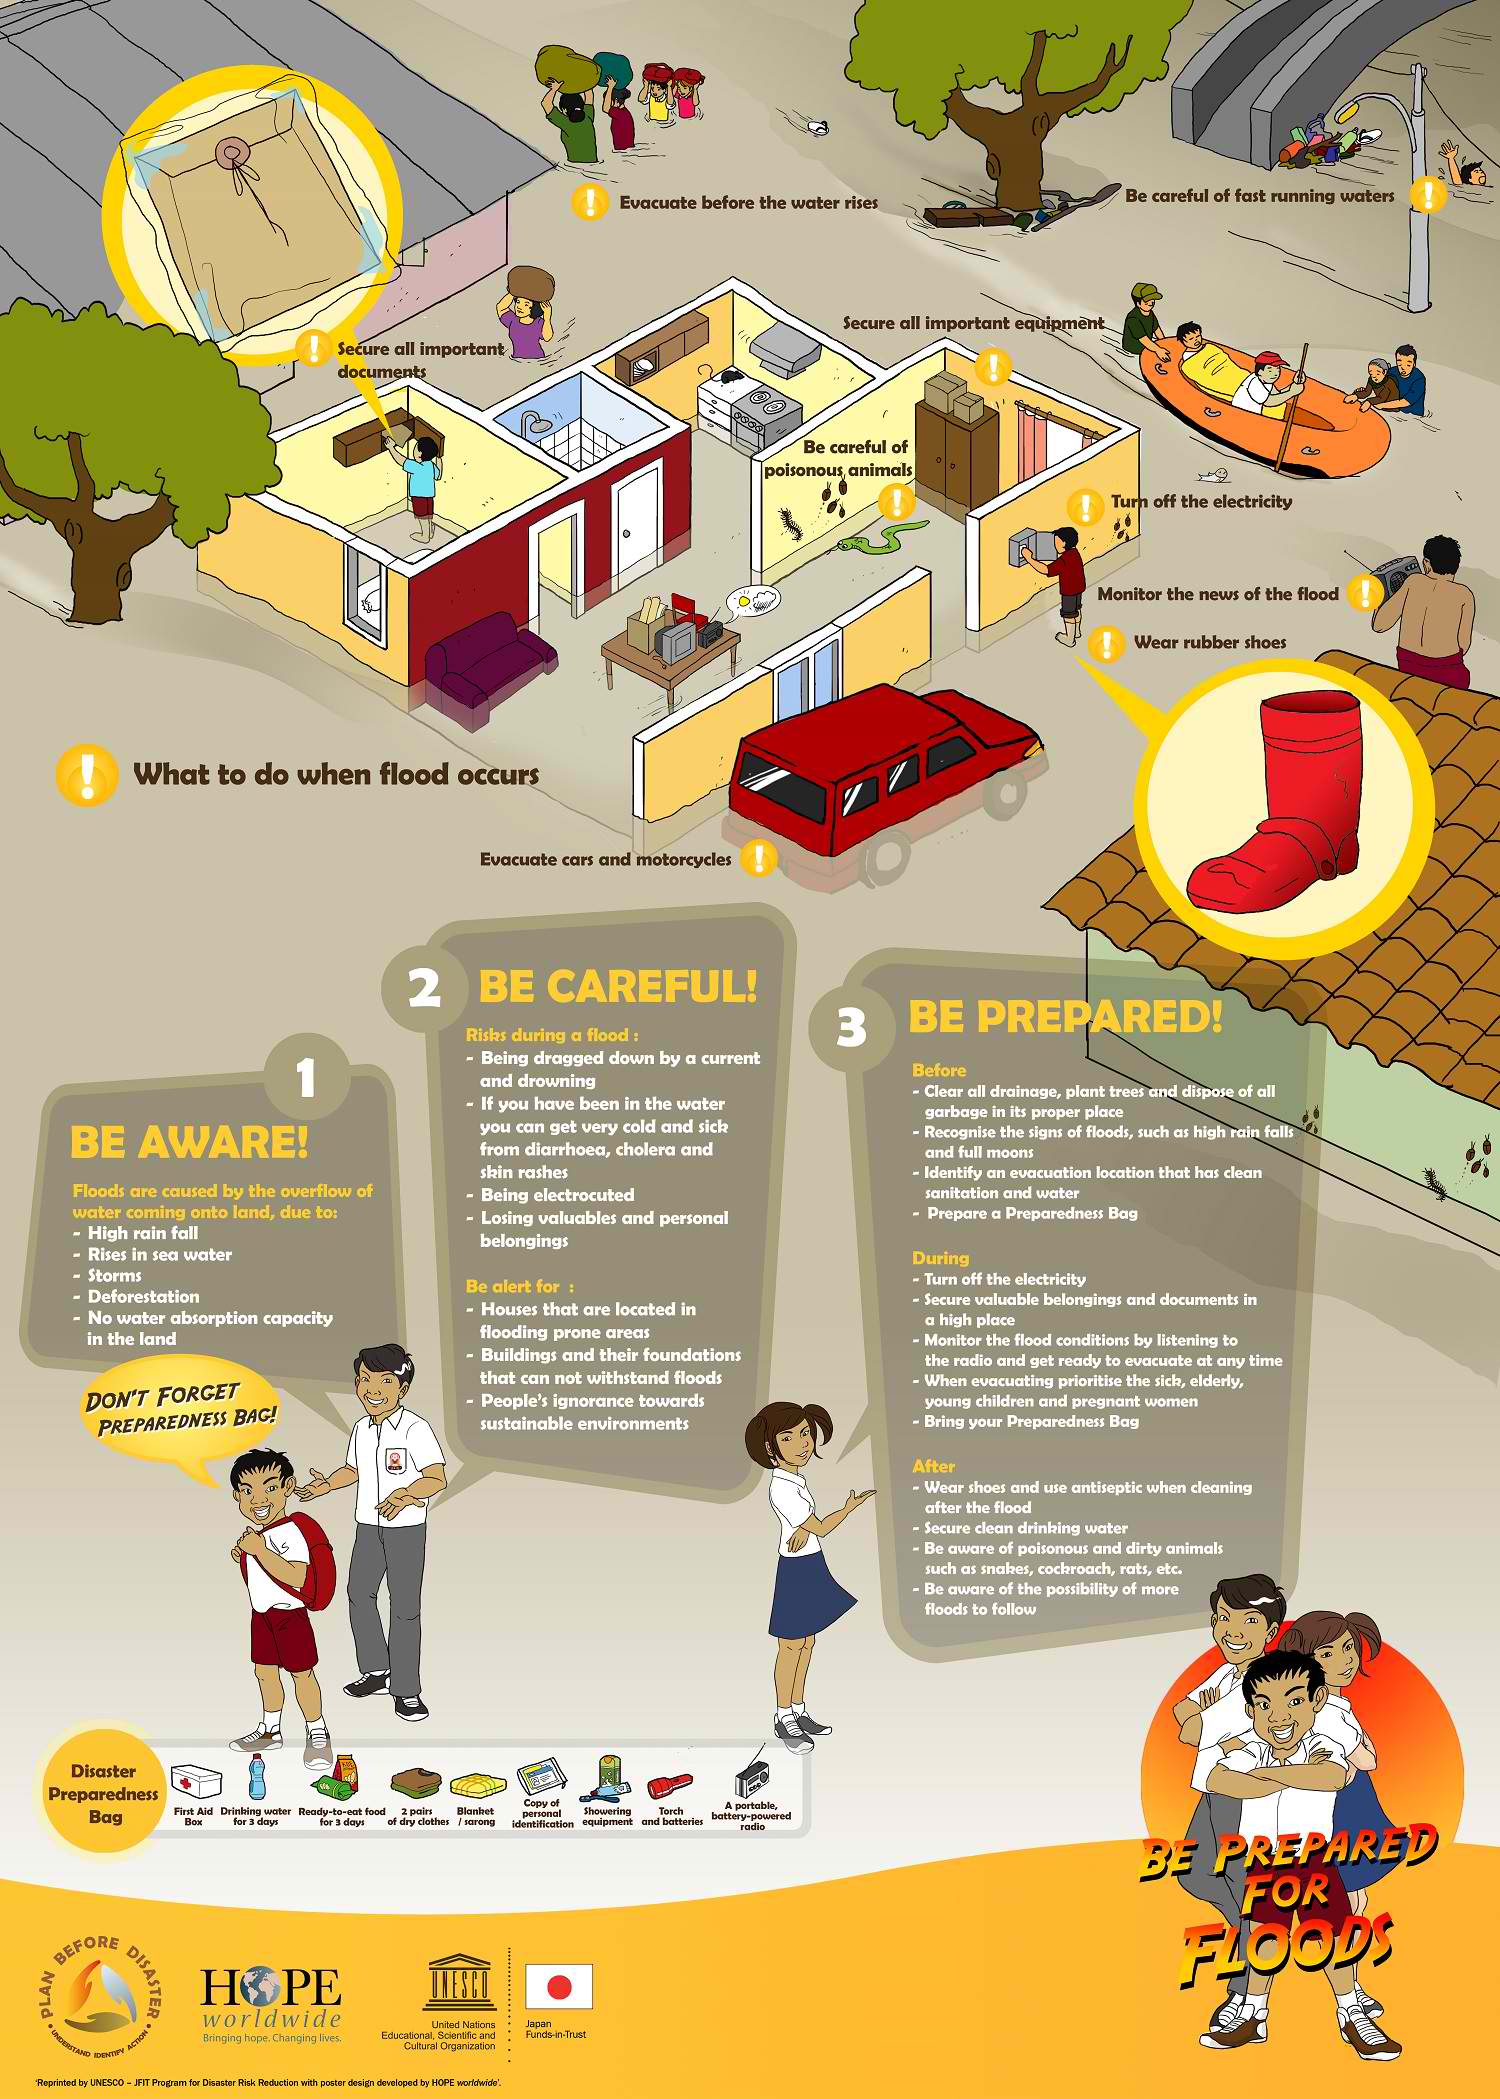 Evacuate before the water rises
Be careful of fast running waters
Secure all important
documents
Secure all important equipment
Be careful of
poisonous animals
Turn off the electricity
Monitor the news of the flood
Wear rubber shoes
What to do when flood occurs
Evacuate cars and motorcycles
1
BE AWARE!
Floods are caused by the overflow of
water coming onto land, due to:
- High rain fall
- Rises in sea water
- Storms
- Deforestation
- No water absorption capacity
in the land
2
BE CAREFUL!
Risks during a flood :
- Being dragged down by a current
and drowning
- If you have been in the water
you can get very cold and sick
from diarrhoea, cholera and
skin rashes
- Being electrocuted
- Losing valuables and personal
belongings
Be alert for :
- Houses that are located in
flooding prone areas
- Buildings and their foundations
that can not withstand floods
- People's ignorance towards
sustainable environments
3
BE PREPARED!
Before
- Clear all drainage, plant trees and dispose of all
garbage in its proper place
- Recognise the signs of floods, such as high rain falls
and full moons
- Identify an evacuation location that has clean
sanitation and water
- Prepare a Preparedness Bag
During
- Turn off the electricity
- Secure valuable belongings and documents in
a high place
- Monitor the flood conditions by listening to
the radio and get ready to evacuate at any time
- When evacuating prioritise the sick, elderly,
young children and pregnant women
- Bring your Preparedness Bag
After
- Wear shoes and use antiseptic when cleaning
after the flood
- Secure clean drinking water
- Be aware of poisonous and dirty animals
such as snakes, cockroach, rats, etc.
- Be aware of the possibility of more
floods to follow
DON'T FORGET
PREPAREDNESS BAG!
Disaster
Preparedness
Bag
First Aid
Box
Drinking water
for 3 days
Ready-to-eat food
for 3 days
2 pairs
of dry clothes
Blanket
/ sarong
Copy of
personal
identification
Showering
equipment
Torch
and batteries
A portable,
battery-powered
radio
BE PREPARED
FOR
FLOODS
PLAN BEFORE DISASTER
• UNDERSTAND IDENTIFY ACTION •
HOPE
worldwide
Bringing hope. Changing lives.
UNESCO
United Nations
Educational, Scientific and
Cultural Organization
Japan
Funds-in-Trust
'Reprinted by UNESCO – JFIT Program for Disaster Risk Reduction with poster design developed by HOPE worldwide'.